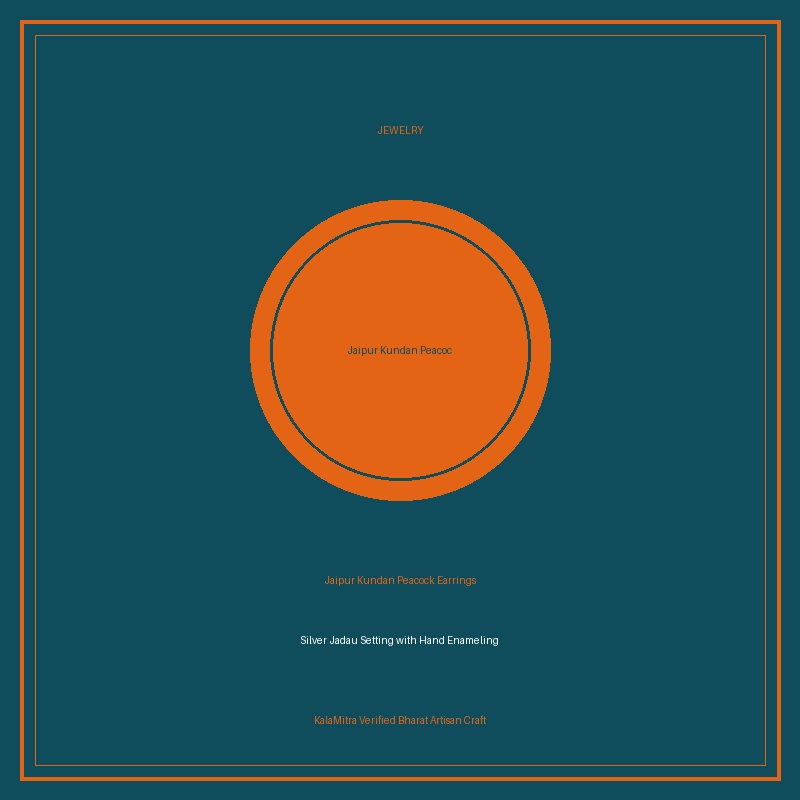 JEWELRY
Jaipur Kundan Peacoc
Jaipur Kundan Peacock Earrings
Silver Jadau Setting with Hand Enameling
KalaMitra Verified Bharat Artisan Craft